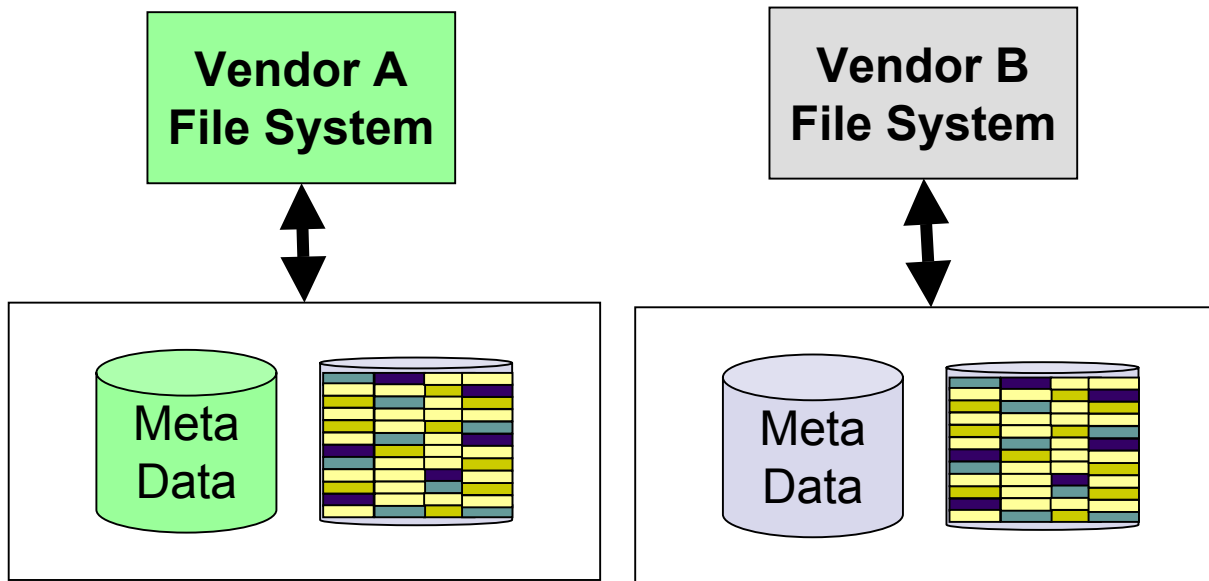 Vendor A
File System
Vendor B
File System
Meta
Data
Meta
Data